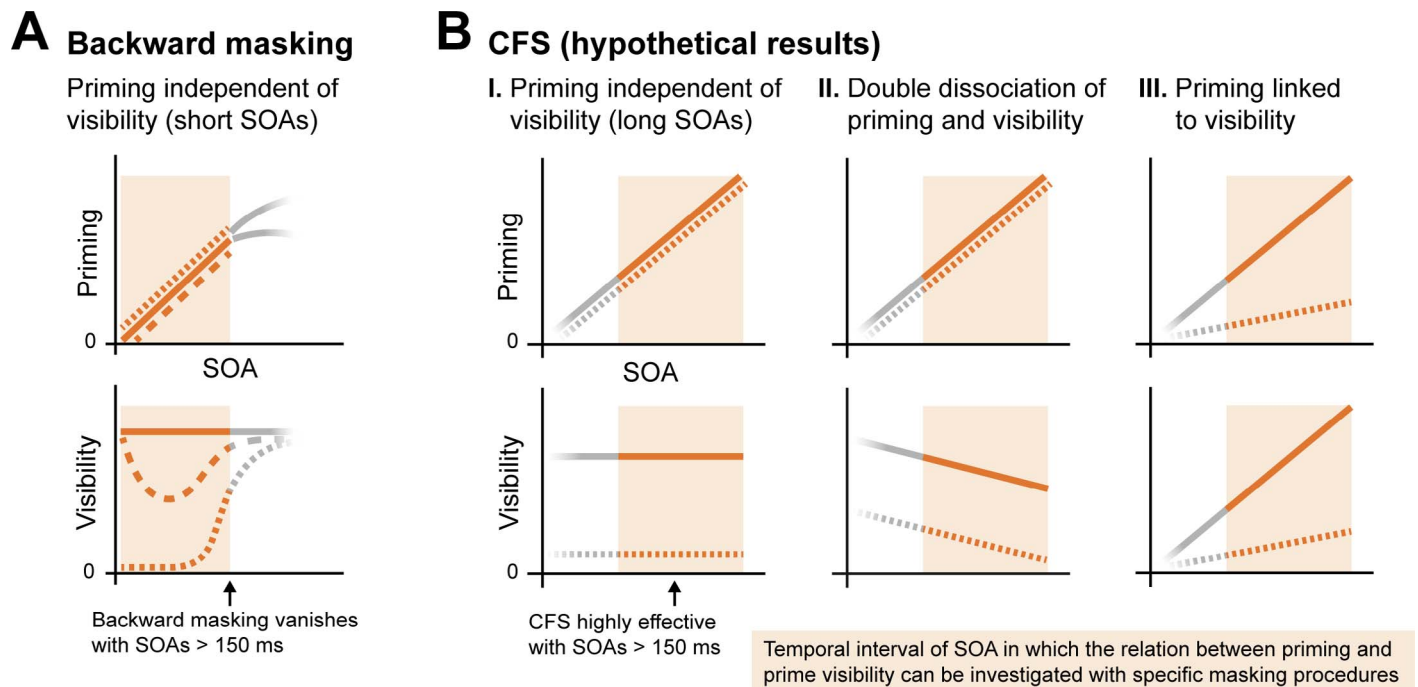 A Backward masking
Priming independent of
visibility (short SOAs)
Priming
0
SOA
Visibility
0
Backward masking vanishes
with SOAs > 150 ms
B CFS (hypothetical results)
I. Priming independent of
visibility (long SOAs)
Priming
0
SOA
Visibility
0
CFS highly effective
with SOAs > 150 ms
II. Double dissociation of
priming and visibility
III. Priming linked
to visibility
Temporal interval of SOA in which the relation between priming and
prime visibility can be investigated with specific masking procedures